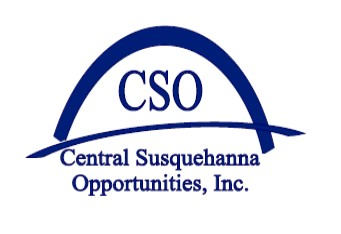 CSO
Central Susquehanna
Opportunities, Inc.